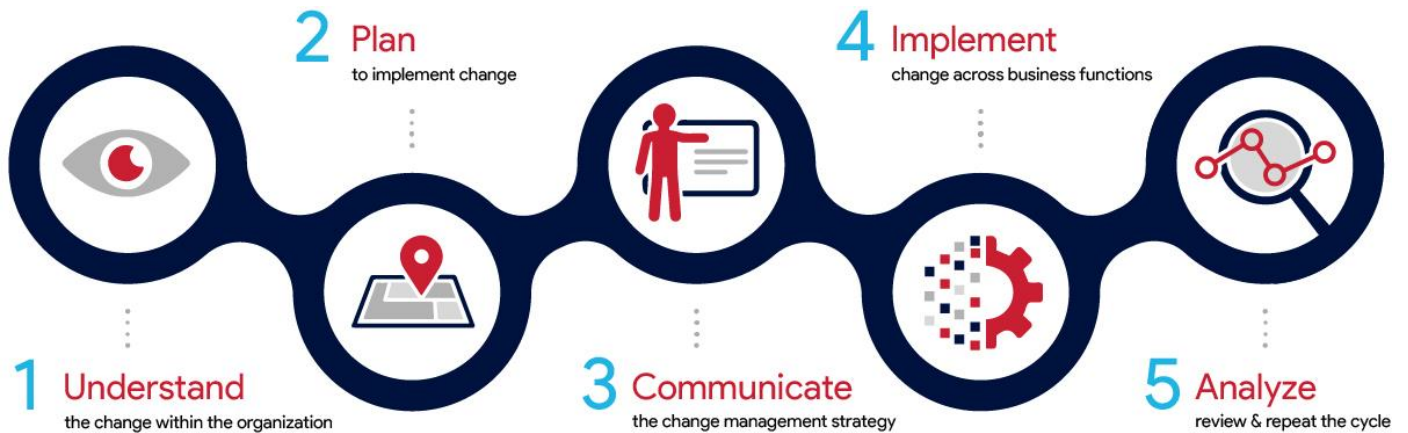 1 Understand
the change within the organization
2 Plan
to implement change
3 Communicate
the change management strategy
4 Implement
change across business functions
5 Analyze
review & repeat the cycle